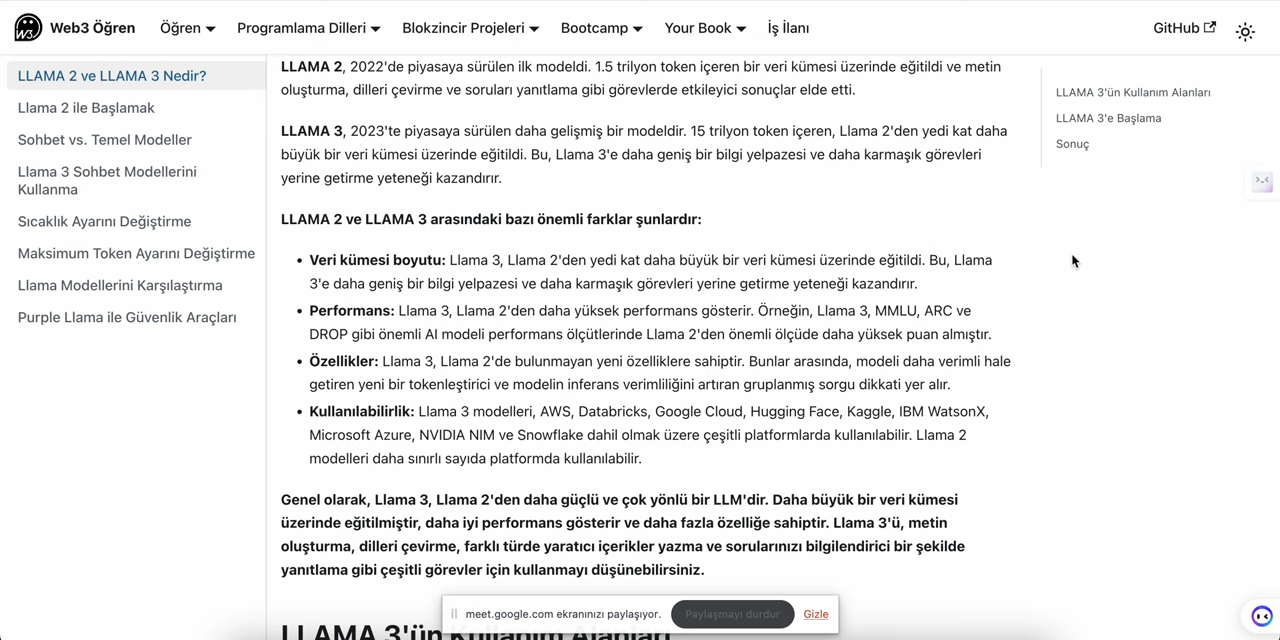 Web3 Öğren
Öğren
Programlama Dilleri
Blokzincir Projeleri
Bootcamp
Your Book
İş İlanı
GitHub
LLAMA 2 ve LLAMA 3 Nedir?
Llama 2 ile Başlamak
Sohbet vs. Temel Modeller
Llama 3 Sohbet Modellerini
Kullanma
Sıcaklık Ayarını Değiştirme
Maksimum Token Ayarını Değiştirme
Llama Modellerini Karşılaştırma
Purple Llama ile Güvenlik Araçları
LLAMA 2, 2022'de piyasaya sürülen ilk modeldi. 1.5 trilyon token içeren bir veri kümesi üzerinde eğitildi ve metin
oluşturma, dilleri çevirme ve soruları yanıtlama gibi görevlerde etkileyici sonuçlar elde etti.
LLAMA 3, 2023'te piyasaya sürülen daha gelişmiş bir modeldir. 15 trilyon token içeren, Llama 2'den yedi kat daha
büyük bir veri kümesi üzerinde eğitildi. Bu, Llama 3'e daha geniş bir bilgi yelpazesi ve daha karmaşık görevleri
yerine getirme yeteneği kazandırır.
LLAMA 2 ve LLAMA 3 arasındaki bazı önemli farklar şunlardır:
• Veri kümesi boyutu: Llama 3, Llama 2'den yedi kat daha büyük bir veri kümesi üzerinde eğitildi. Bu, Llama
3'e daha geniş bir bilgi yelpazesi ve daha karmaşık görevleri yerine getirme yeteneği kazandırır.
• Performans: Llama 3, Llama 2'den daha yüksek performans gösterir. Örneğin, Llama 3, MMLU, ARC ve
DROP gibi önemli AI modeli performans ölçütlerinde Llama 2'den önemli ölçüde daha yüksek puan almıştır.
• Özellikler: Llama 3, Llama 2'de bulunmayan yeni özelliklere sahiptir. Bunlar arasında, modeli daha verimli hale
getiren yeni bir tokenleştirici ve modelin inferans verimliliğini artıran gruplanmış sorgu dikkati yer alır.
• Kullanılabilirlik: Llama 3 modelleri, AWS, Databricks, Google Cloud, Hugging Face, Kaggle, IBM WatsonX,
Microsoft Azure, NVIDIA NIM ve Snowflake dahil olmak üzere çeşitli platformlarda kullanılabilir. Llama 2
modelleri daha sınırlı sayıda platformda kullanılabilir.
Genel olarak, Llama 3, Llama 2'den daha güçlü ve çok yönlü bir LLM'dir. Daha büyük bir veri kümesi
üzerinde eğitilmiştir, daha iyi performans gösterir ve daha fazla özelliğe sahiptir. Llama 3'ü, metin
oluşturma, dilleri çevirme, farklı türde yaratıcı içerikler yazma ve sorularınızı bilgilendirici bir şekilde
yanıtlama gibi çeşitli görevler için kullanmayı düşünebilirsiniz.
LLAMA 3'ün Kullanım Alanları
LLAMA 3'ün Kullanım Alanları
LLAMA 3'e Başlama
Sonuç
meet.google.com ekranınızı paylaşıyor.
Paylaşmayı durdur
Gizle